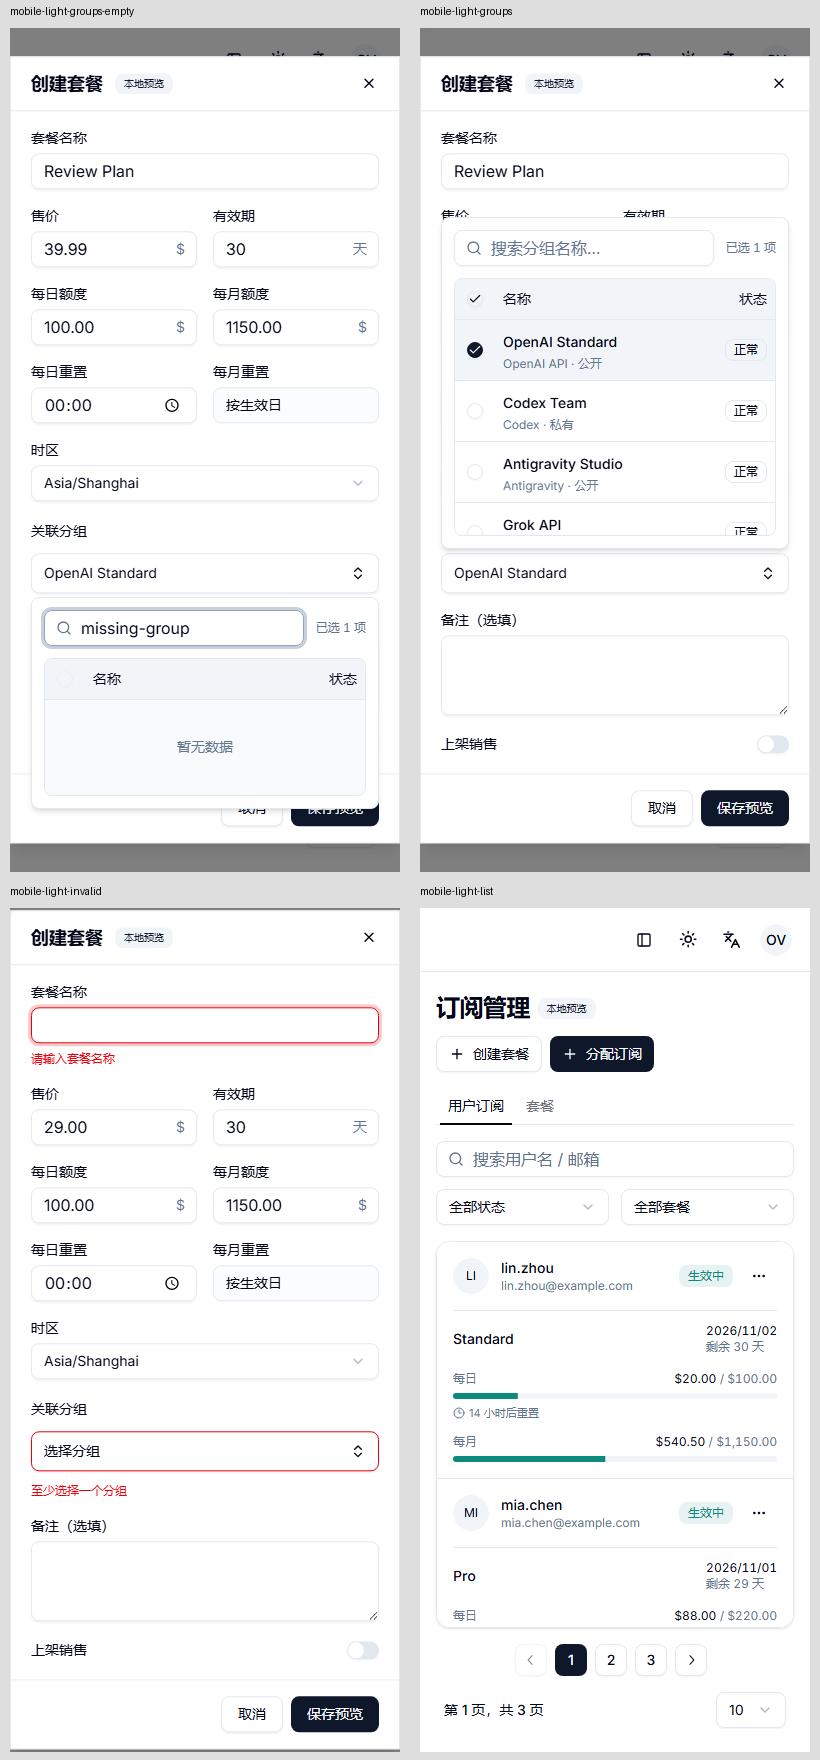 mobile-light-groups-empty
创建套餐 本地预览
套餐名称
Review Plan
售价 有效期
39.99 $ 30 天
每日额度 每月额度
100.00 $ 1150.00 $
每日重置 每月重置
00:00 按生效日
时区
Asia/Shanghai
关联分组
OpenAI Standard
missing-group 已选 1 项
名称 状态
暂无数据
取消 保存预览
mobile-light-groups
创建套餐 本地预览
套餐名称
Review Plan
售价 有效期
搜索分组名称... 已选 1 项
名称 状态
OpenAI Standard 正常
OpenAI API · 公开
Codex Team 正常
Codex · 私有
Antigravity Studio 正常
Antigravity · 公开
Grok API 正常
OpenAI Standard
备注（选填）
上架销售
取消 保存预览
mobile-light-invalid
创建套餐 本地预览
套餐名称
请输入套餐名称
售价 有效期
29.00 $ 30 天
每日额度 每月额度
100.00 $ 1150.00 $
每日重置 每月重置
00:00 按生效日
时区
Asia/Shanghai
关联分组
选择分组
至少选择一个分组
备注（选填）
上架销售
取消 保存预览
mobile-light-list
OV
订阅管理 本地预览
创建套餐 分配订阅
用户订阅 套餐
搜索用户名 / 邮箱
全部状态 全部套餐
LI lin.zhou 生效中
lin.zhou@example.com
Standard 2026/11/02
剩余 30 天
每日 $20.00 / $100.00
14 小时后重置
每月 $540.50 / $1,150.00
MI mia.chen 生效中
mia.chen@example.com
Pro 2026/11/01
剩余 29 天
每日 $88.00 / $220.00
1 2 3
第 1 页，共 3 页 10